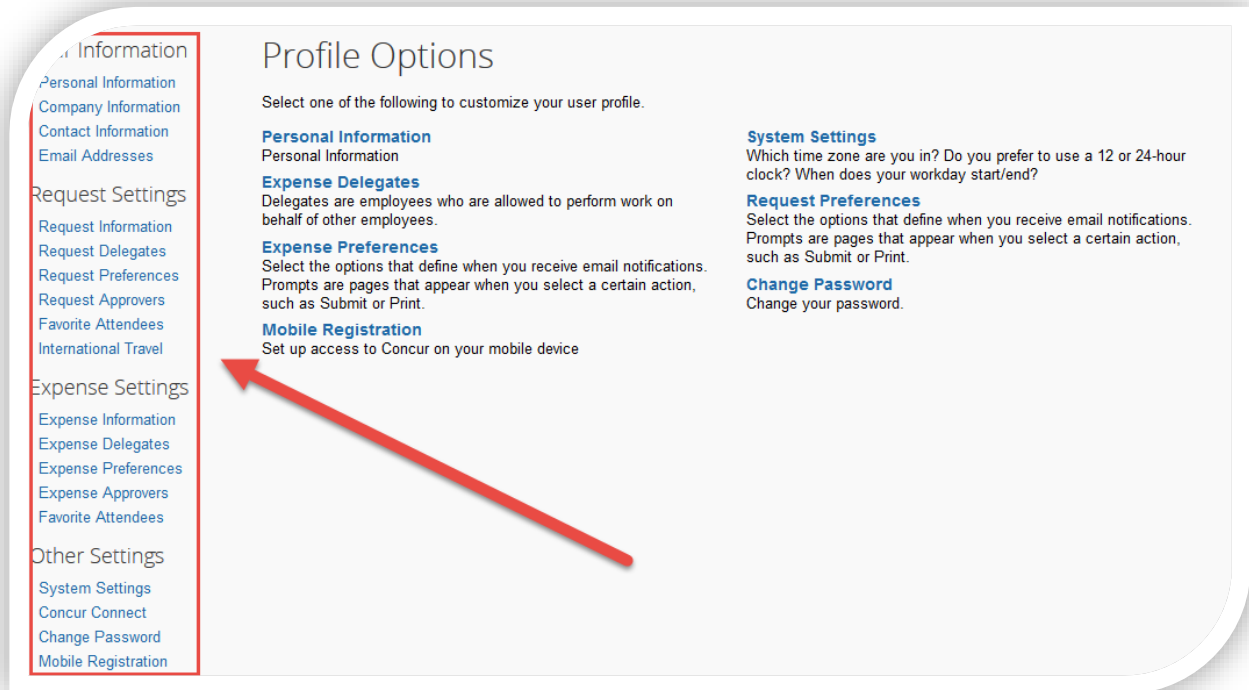 Information
Personal Information
Company Information
Contact Information
Email Addresses
Request Settings
Request Information
Request Delegates
Request Preferences
Request Approvers
Favorite Attendees
International Travel
Expense Settings
Expense Information
Expense Delegates
Expense Preferences
Expense Approvers
Favorite Attendees
Other Settings
System Settings
Concur Connect
Change Password
Mobile Registration
Profile Options
Select one of the following to customize your user profile.
Personal Information
Personal Information
Expense Delegates
Delegates are employees who are allowed to perform work on
behalf of other employees.
Expense Preferences
Select the options that define when you receive email notifications.
Prompts are pages that appear when you select a certain action,
such as Submit or Print.
Mobile Registration
Set up access to Concur on your mobile device
System Settings
Which time zone are you in? Do you prefer to use a 12 or 24-hour
clock? When does your workday start/end?
Request Preferences
Select the options that define when you receive email notifications.
Prompts are pages that appear when you select a certain action,
such as Submit or Print.
Change Password
Change your password.